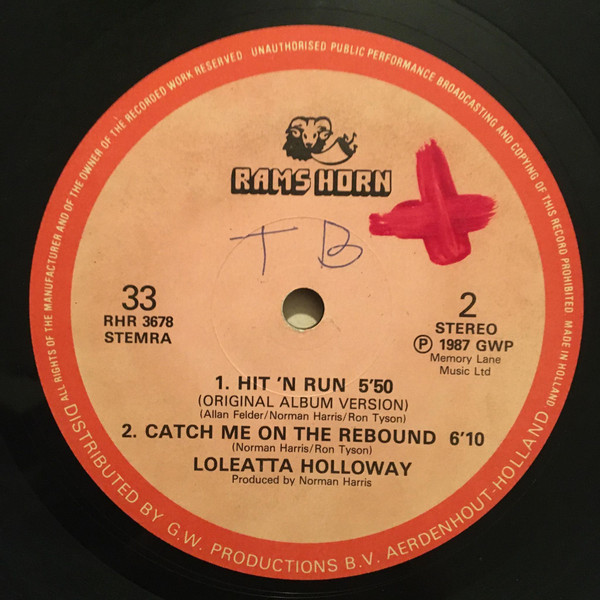 ALL RIGHTS OF THE MANUFACTURER AND OF THE OWNER OF THE RECORDED WORK RESERVED UNAUTHORISED PUBLIC PERFORMANCE BROADCASTING AND COPYING OF THIS RECORD PROHIBITED MADE IN HOLLAND
RAMS HORN
T B
33
RHR 3678
STEMRA
2
STEREO
Ⓟ 1987 GWP
Memory Lane
Music Ltd
1. HIT 'N RUN 5'50
(ORIGINAL ALBUM VERSION)
(Allan Felder/Norman Harris/Ron Tyson)
2. CATCH ME ON THE REBOUND 6'10
(Norman Harris/Ron Tyson)
LOLEATTA HOLLOWAY
Produced by Norman Harris
DISTRIBUTED BY G.W. PRODUCTIONS B.V. AERDENHOUT-HOLLAND